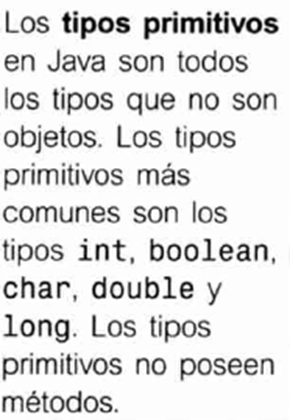 Los tipos primitivos
en Java son todos
los tipos que no son
objetos. Los tipos
primitivos más
comunes son los
tipos int, boolean,
char, double y
long. Los tipos
primitivos no poseen
métodos.